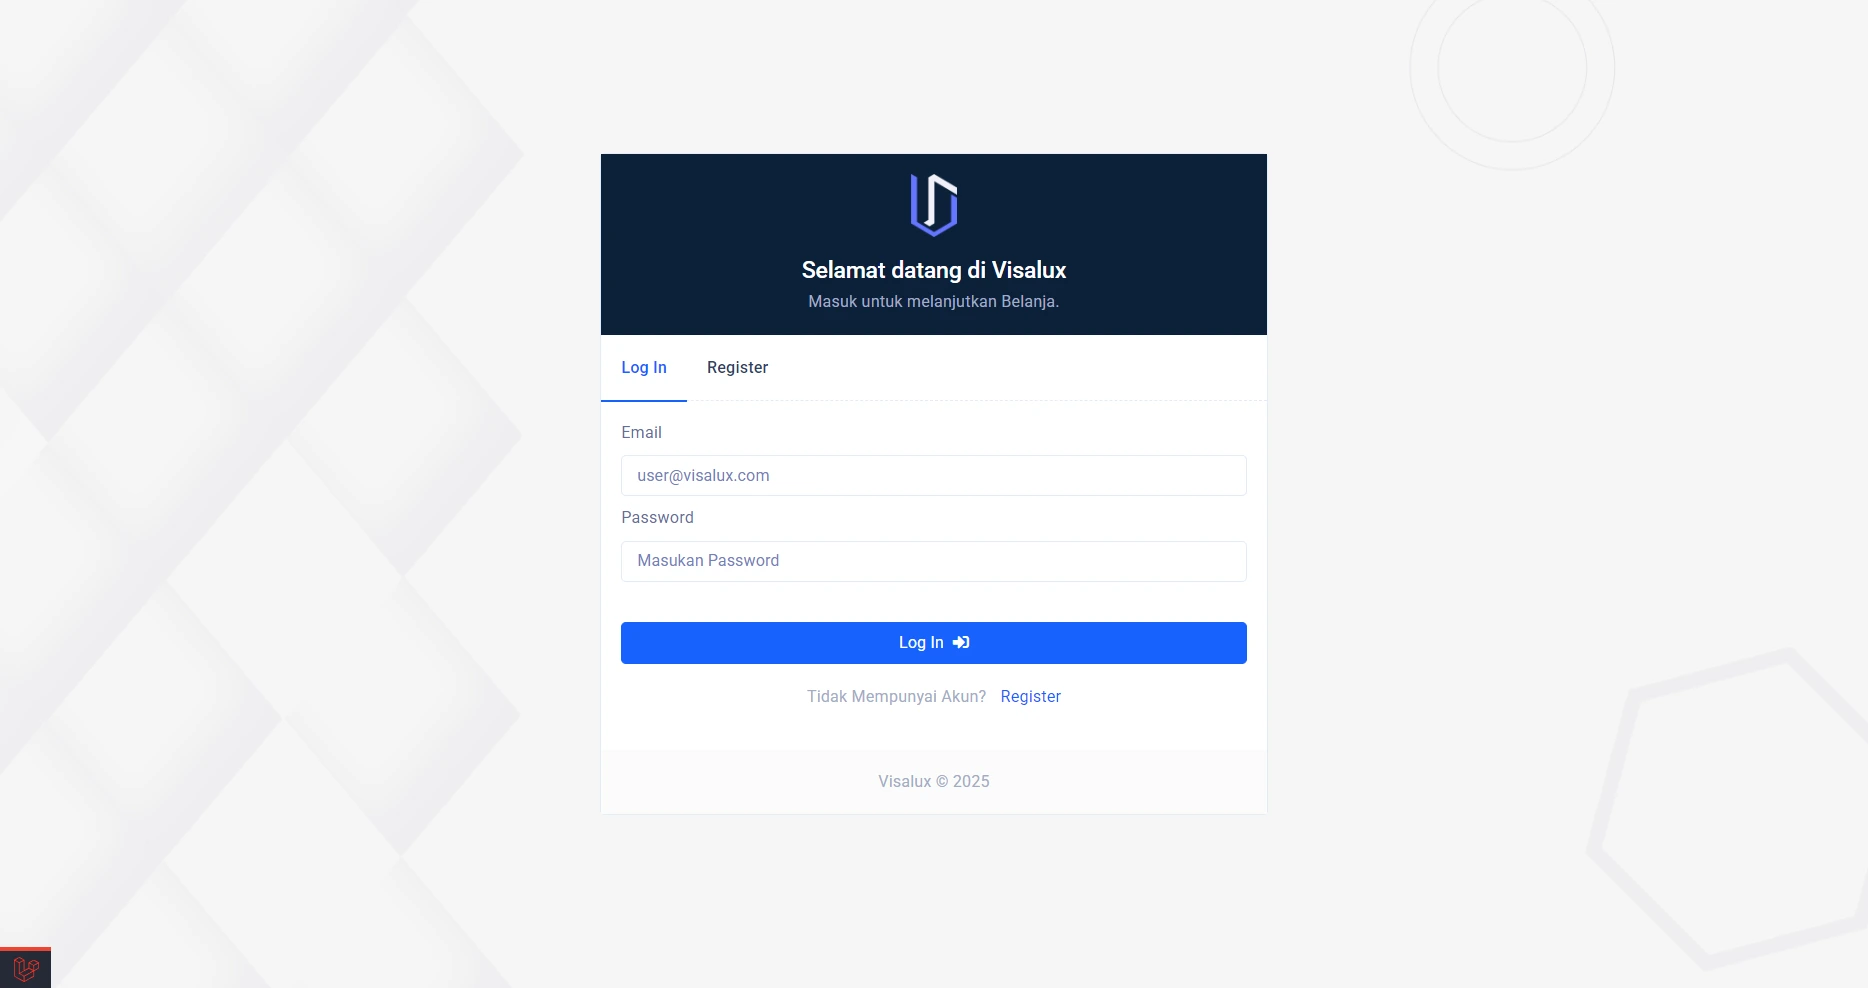 Selamat datang di Visalux
Masuk untuk melanjutkan Belanja.
Log In Register
Email
user@visalux.com
Password
Masukan Password
Log In
Tidak Mempunyai Akun? Register
Visalux © 2025